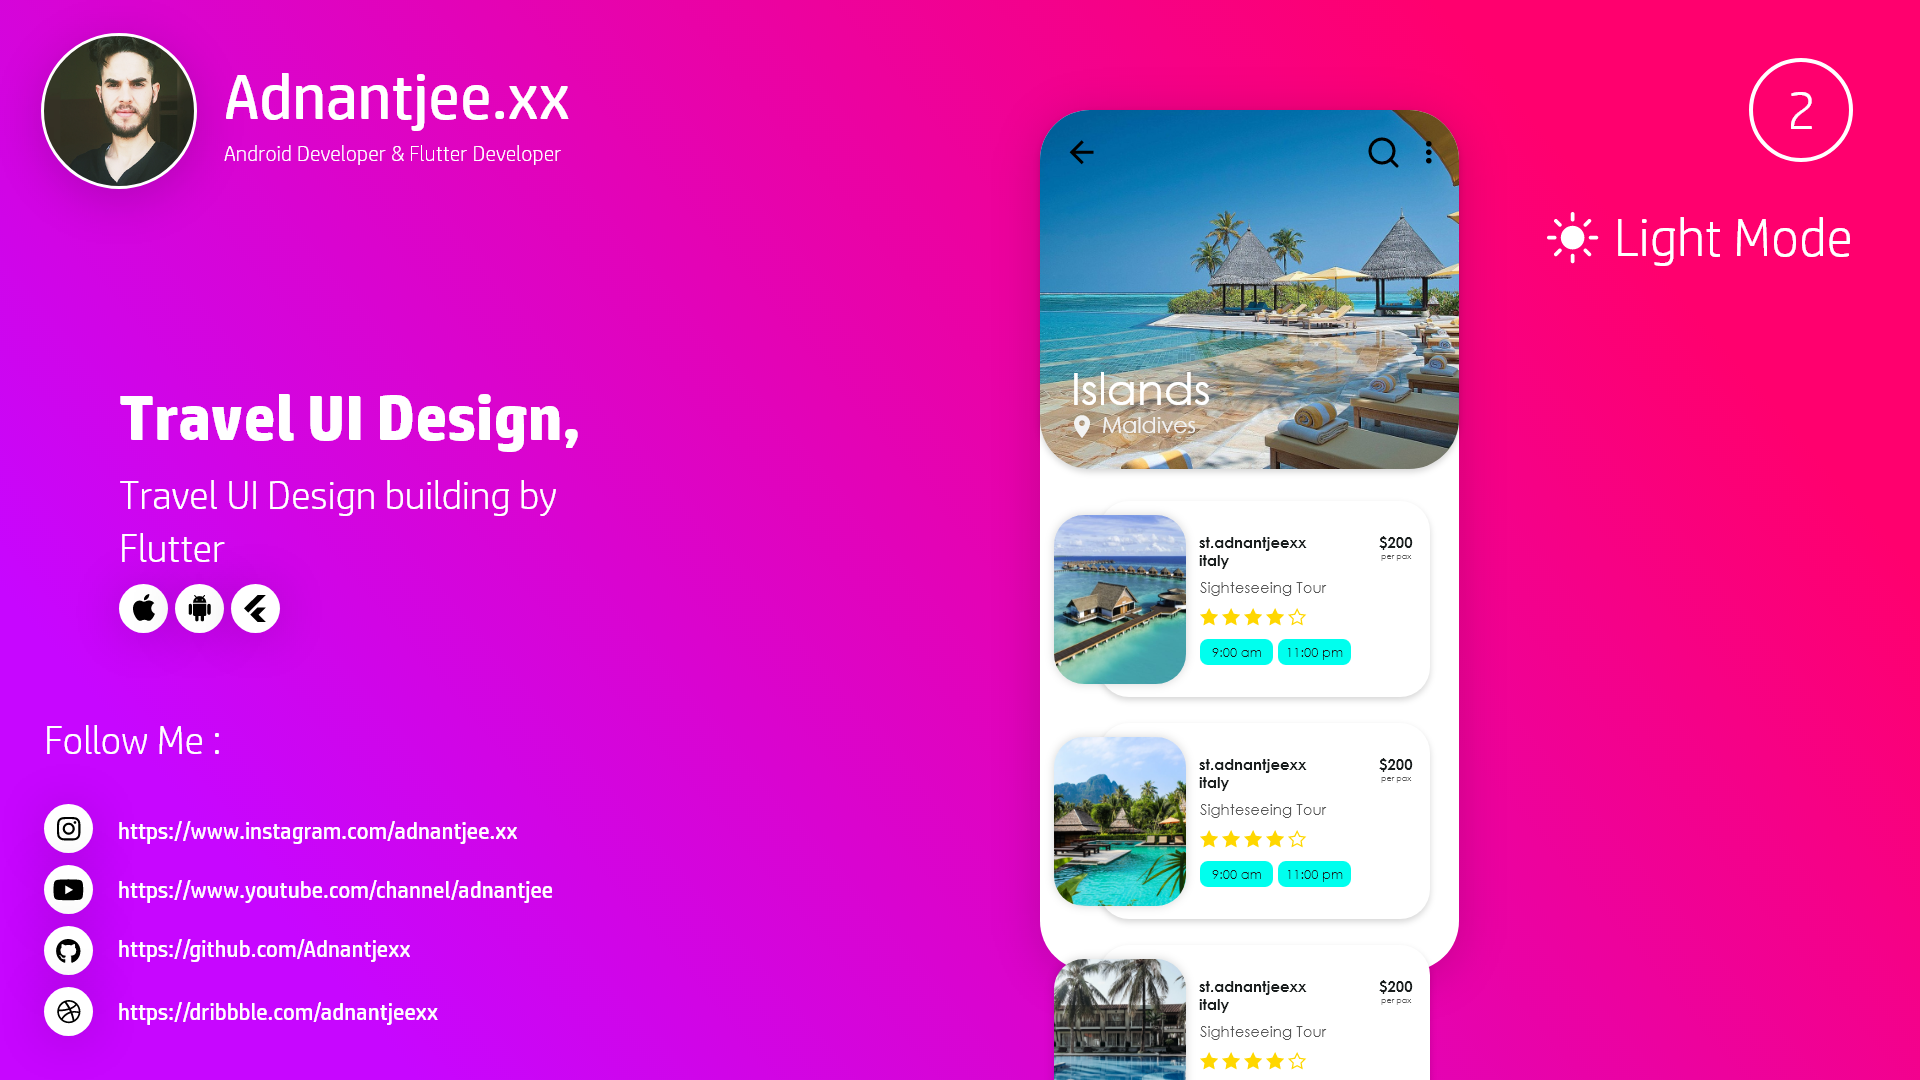 Adnantjee.xx
Android Developer & Flutter Developer
2
Light Mode
Travel UI Design,
Travel UI Design building by
Flutter
Follow Me :
https://www.instagram.com/adnantjee.xx
https://www.youtube.com/channel/adnantjee
https://github.com/Adnantjexx
https://dribbble.com/adnantjeexx
Islands
Maldives
st.adnantjeexx
italy
$200
per pax
Sighteseeing Tour
9:00 am
11:00 pm
st.adnantjeexx
italy
$200
per pax
Sighteseeing Tour
9:00 am
11:00 pm
st.adnantjeexx
italy
$200
per pax
Sighteseeing Tour